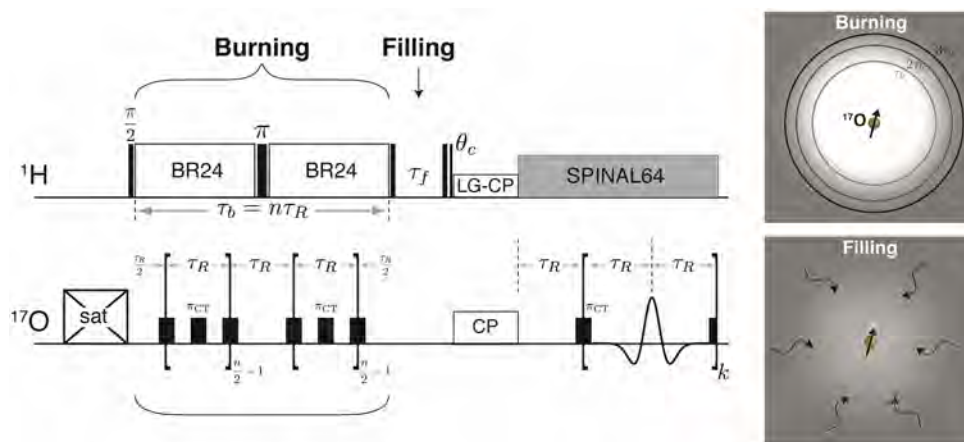 Burning
Filling
π/2
π
θ_c
¹H
BR24
BR24
τ_f
LG-CP
SPINAL64
τ_b = nτ_R
τ_R/2
τ_R
τ_R
τ_R
τ_R/2
τ_R
τ_R
τ_R
¹⁷O
sat
π_CT
π_CT
CP
π_CT
n/2 −1
n/2 −1
k
Burning
¹⁷O
Filling